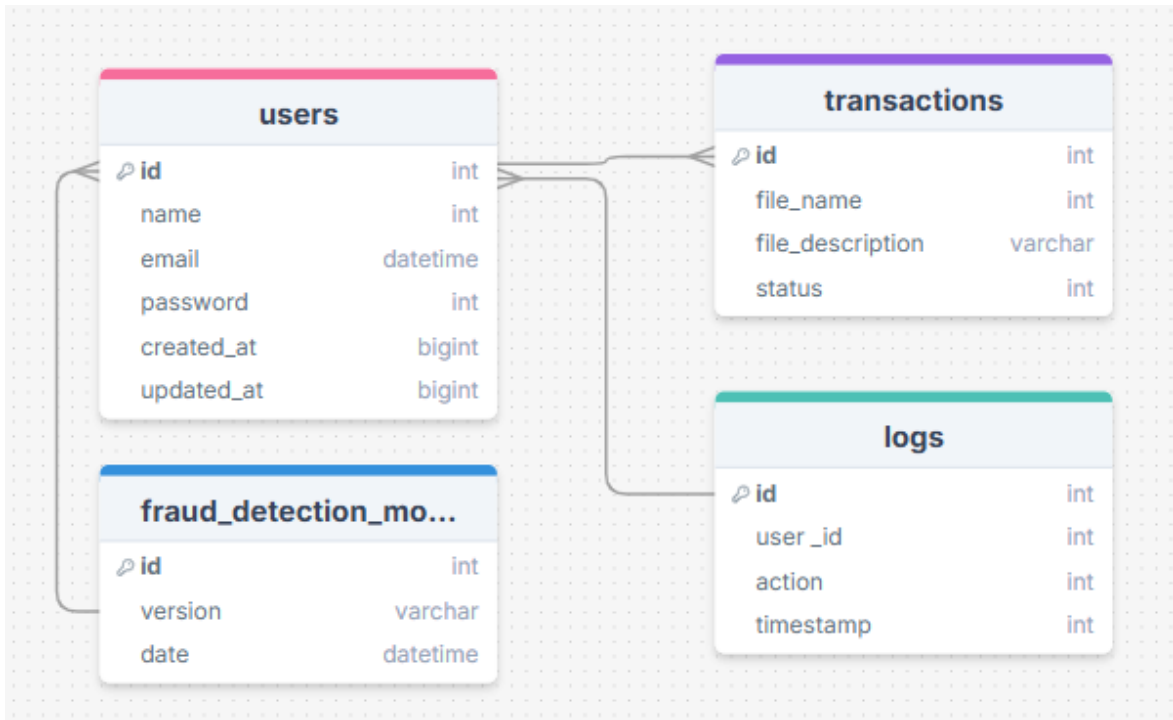 users
id int
name int
email datetime
password int
created_at bigint
updated_at bigint
transactions
id int
file_name int
file_description varchar
status int
fraud_detection_mo...
id int
version varchar
date datetime
logs
id int
user _id int
action int
timestamp int